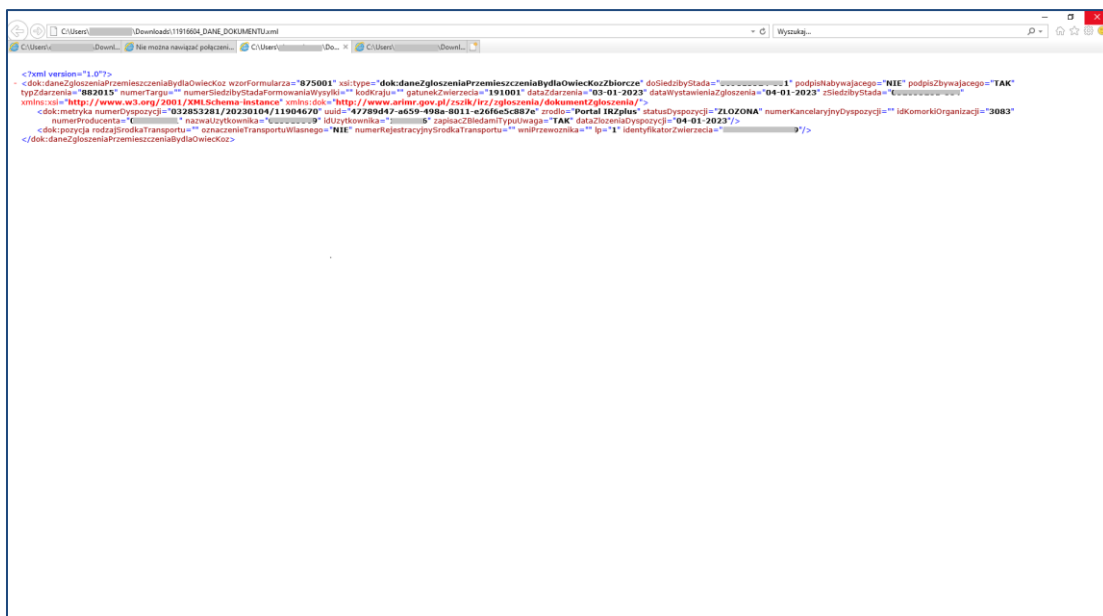 C:\Users\ \Downloads\11916604_DANE_DOKUMENTU.xml
Wyszukaj...
C:\Users\ \Downl... Nie można nawiązać połączeni... C:\Users\ \Do... C:\Users\ \Downl...
<?xml version="1.0"?>
- <dok:daneZgloszeniaPrzemieszczeniaBydlaOwiecKoz wzorFormularza="875001" xsi:type="dok:daneZgloszeniaPrzemieszczeniaBydlaOwiecKozZbiorcze" doSiedzibyStada=" 1" podpisNabywajacego="NIE" podpisZbywajacego="TAK"
typZdarzenia="882015" numerTargu="" numerSiedzibyStadaFormowaniaWysylki="" kodKraju="" gatunekZwierzecia="191001" dataZdarzenia="03-01-2023" dataWystawieniaZgloszenia="04-01-2023" zSiedzibyStada=" "
xmlns:xsi="http://www.w3.org/2001/XMLSchema-instance" xmlns:dok="http://www.arimr.gov.pl/zszik/irz/zgloszenia/dokumentZgloszenia/">
<dok:metryka numerDyspozycji="032853281/20230104/11904670" uuid="47789d47-a659-498a-8011-e26f6e5c887e" zrodlo="Portal IRZplus" statusDyspozycji="ZLOZONA" numerKancelaryjnyDyspozycji="" idKomorkiOrganizacji="3083"
numerProducenta=" " nazwaUzytkownika=" 9" idUzytkownika=" 6" zapisacZBledamiTypuUwaga="TAK" dataZlozeniaDyspozycji="04-01-2023"/>
<dok:pozycja rodzajSrodkaTransportu="" oznaczenieTransportuWlasnego="NIE" numerRejestracyjnySrodkaTransportu="" wniPrzewoznika="" lp="1" identyfikatorZwierzecia=" 9"/>
</dok:daneZgloszeniaPrzemieszczeniaBydlaOwiecKoz>